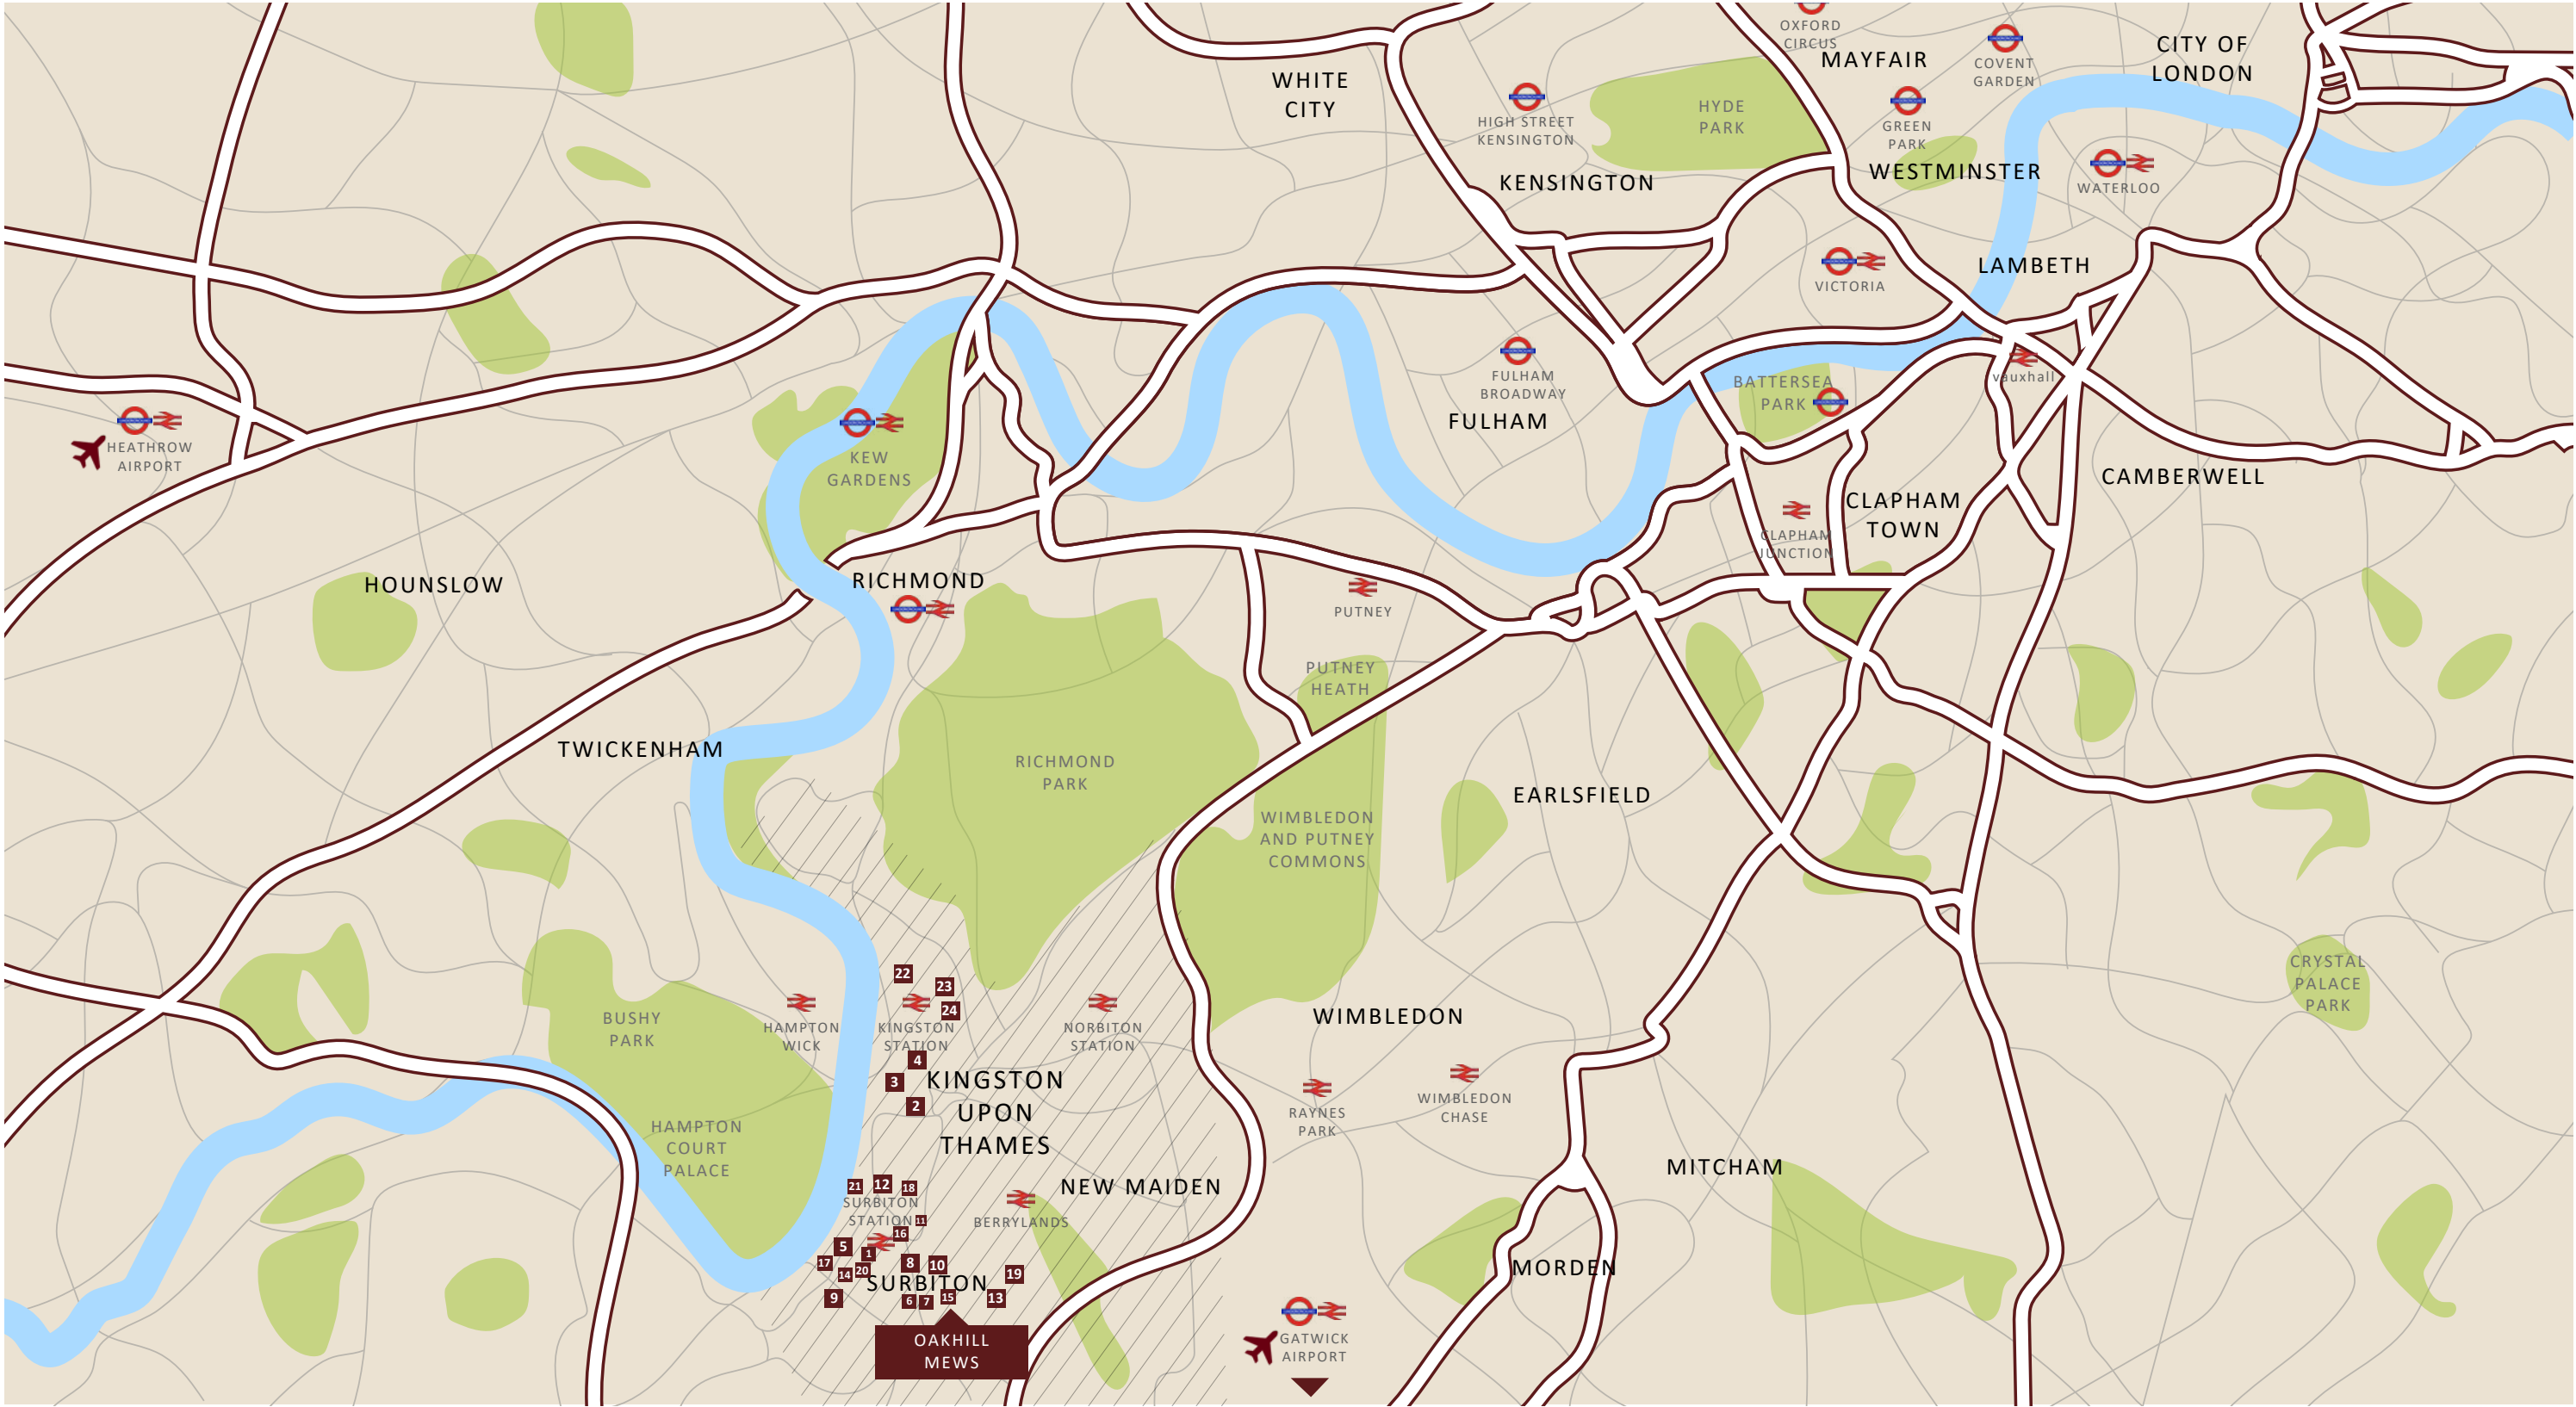 OXFORD
CIRCUS
MAYFAIR
COVENT
GARDEN
CITY OF
LONDON
WHITE
CITY
HIGH STREET
KENSINGTON
HYDE
PARK
GREEN
PARK
KENSINGTON
WESTMINSTER
WATERLOO
LAMBETH
VICTORIA
FULHAM
BROADWAY
FULHAM
BATTERSEA
PARK
vauxhall
HEATHROW
AIRPORT
KEW
GARDENS
CAMBERWELL
CLAPHAM
TOWN
CLAPHAM
JUNCTION
HOUNSLOW
RICHMOND
PUTNEY
PUTNEY
HEATH
TWICKENHAM
RICHMOND
PARK
EARLSFIELD
WIMBLEDON
AND PUTNEY
COMMONS
CRYSTAL
PALACE
PARK
22
23
24
BUSHY
PARK
HAMPTON
WICK
KINGSTON
STATION
NORBITON
STATION
WIMBLEDON
4
3
2
KINGSTON
UPON
THAMES
RAYNES
PARK
WIMBLEDON
CHASE
HAMPTON
COURT
PALACE
MITCHAM
NEW MAIDEN
21
12
18
SURBITON
STATION
11
BERRYLANDS
16
5
1
17
14
20
8
10
19
SURBITON
9
6
7
15
13
MORDEN
OAKHILL
MEWS
GATWICK
AIRPORT